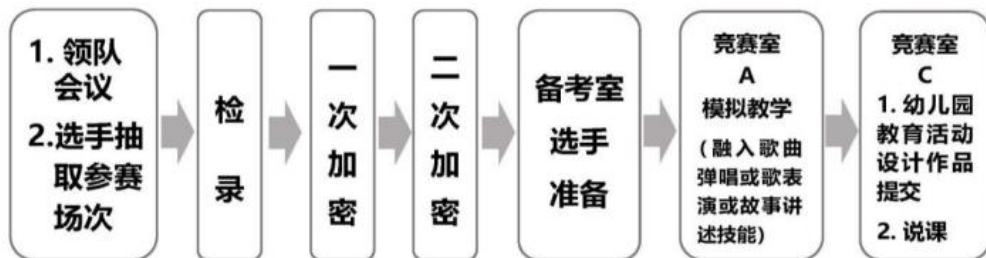 1. 领队
会议
2.选手抽
取参赛
场次
检
录
一
次
加
密
二
次
加
密
备考室
选手
准备
竞赛室
A
模拟教学
(融入歌曲
弹唱或歌表
演或故事讲
述技能)
竞赛室
C
1. 幼儿园
教育活动
设计作品
提交
2. 说课